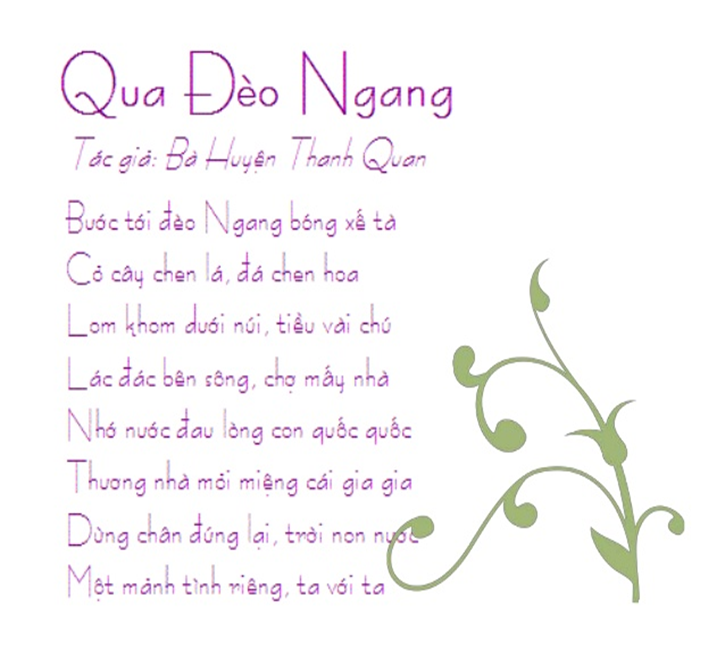 Qua Đèo Ngang
Tác giả: Bà Huyện Thanh Quan
Bước tới đèo Ngang bóng xế tà
Cỏ cây chen lá, đá chen hoa
Lom khom dưới núi, tiều vài chú
Lác đác bên sông, chợ mấy nhà
Nhớ nước đau lòng con quốc quốc
Thương nhà mỏi miệng cái gia gia
Dừng chân đứng lại, trời non nước
Một mảnh tình riêng, ta với ta